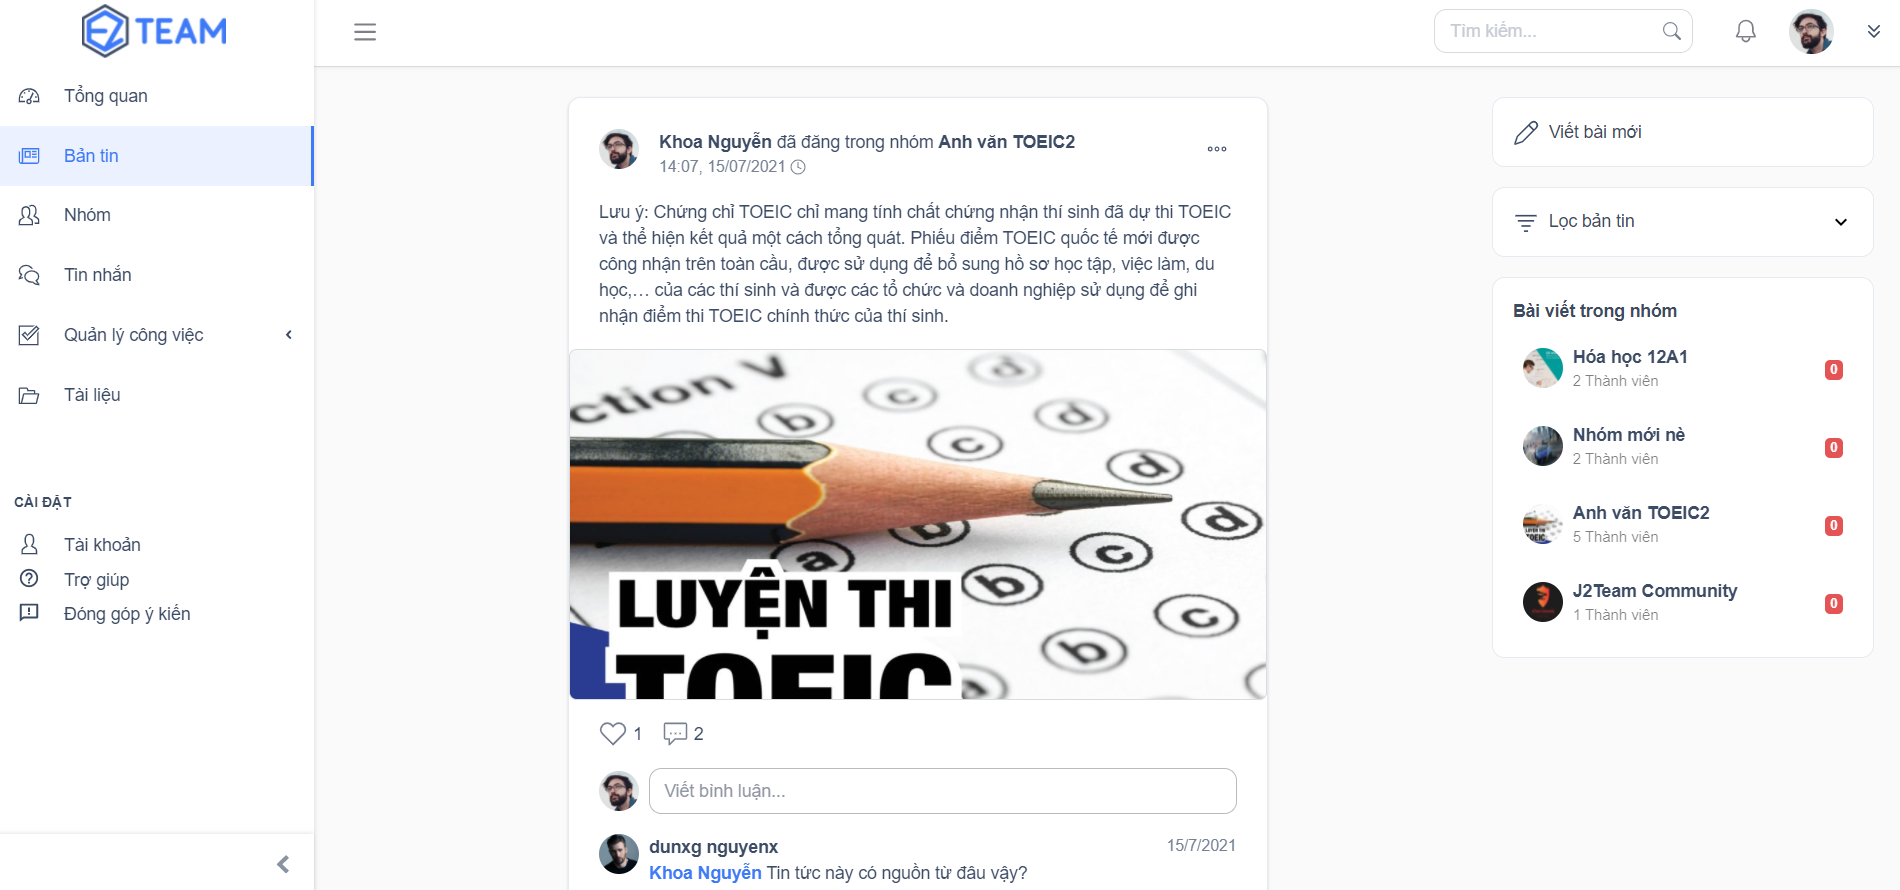 EZ TEAM
Tìm kiếm...
Tổng quan
Bản tin
Nhóm
Tin nhắn
Quản lý công việc
Tài liệu
CÀI ĐẶT
Tài khoản
Trợ giúp
Đóng góp ý kiến
Khoa Nguyễn đã đăng trong nhóm Anh văn TOEIC2
14:07, 15/07/2021
Lưu ý: Chứng chỉ TOEIC chỉ mang tính chất chứng nhận thí sinh đã dự thi TOEIC
và thể hiện kết quả một cách tổng quát. Phiếu điểm TOEIC quốc tế mới được
công nhận trên toàn cầu, được sử dụng để bổ sung hồ sơ học tập, việc làm, du
học,... của các thí sinh và được các tổ chức và doanh nghiệp sử dụng để ghi
nhận điểm thi TOEIC chính thức của thí sinh.
ction V
c
d
b
c
d
d
c
a
c
b
c
b
d
LUYỆN THI
TOEIC
1
2
Viết bình luận...
dunxg nguyenx
15/7/2021
Khoa Nguyễn Tin tức này có nguồn từ đâu vậy?
Viết bài mới
Lọc bản tin
Bài viết trong nhóm
Hóa học 12A1
2 Thành viên
0
Nhóm mới nè
2 Thành viên
0
Anh văn TOEIC2
5 Thành viên
0
LUYỆN THI
TOEIC
J2Team Community
1 Thành viên
0